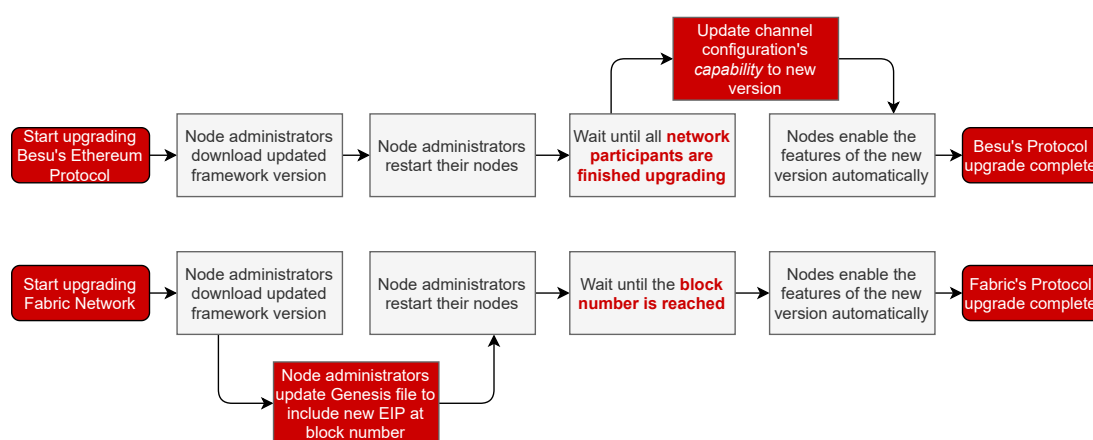 Update channel
configuration's
capability to new
version
Start upgrading
Besu's Ethereum
Protocol
Node administrators
download updated
framework version
Node administrators
restart their nodes
Wait until all network
participants are
finished upgrading
Nodes enable the
features of the new
version automatically
Besu's Protocol
upgrade complete
Start upgrading
Fabric Network
Node administrators
download updated
framework version
Node administrators
restart their nodes
Wait until the block
number is reached
Nodes enable the
features of the new
version automatically
Fabric's Protocol
upgrade complete
Node administrators
update Genesis file to
include new EIP at
block number